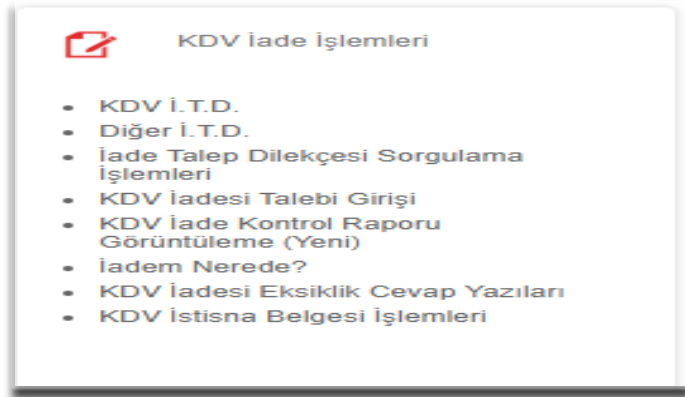 KDV İade İşlemleri
• KDV İ.T.D.
• Diğer İ.T.D.
• İade Talep Dilekçesi Sorgulama
İşlemleri
• KDV İadesi Talebi Girişi
• KDV İade Kontrol Raporu
Görüntüleme (Yeni)
• İadem Nerede?
• KDV İadesi Eksiklik Cevap Yazıları
• KDV İstisna Belgesi İşlemleri